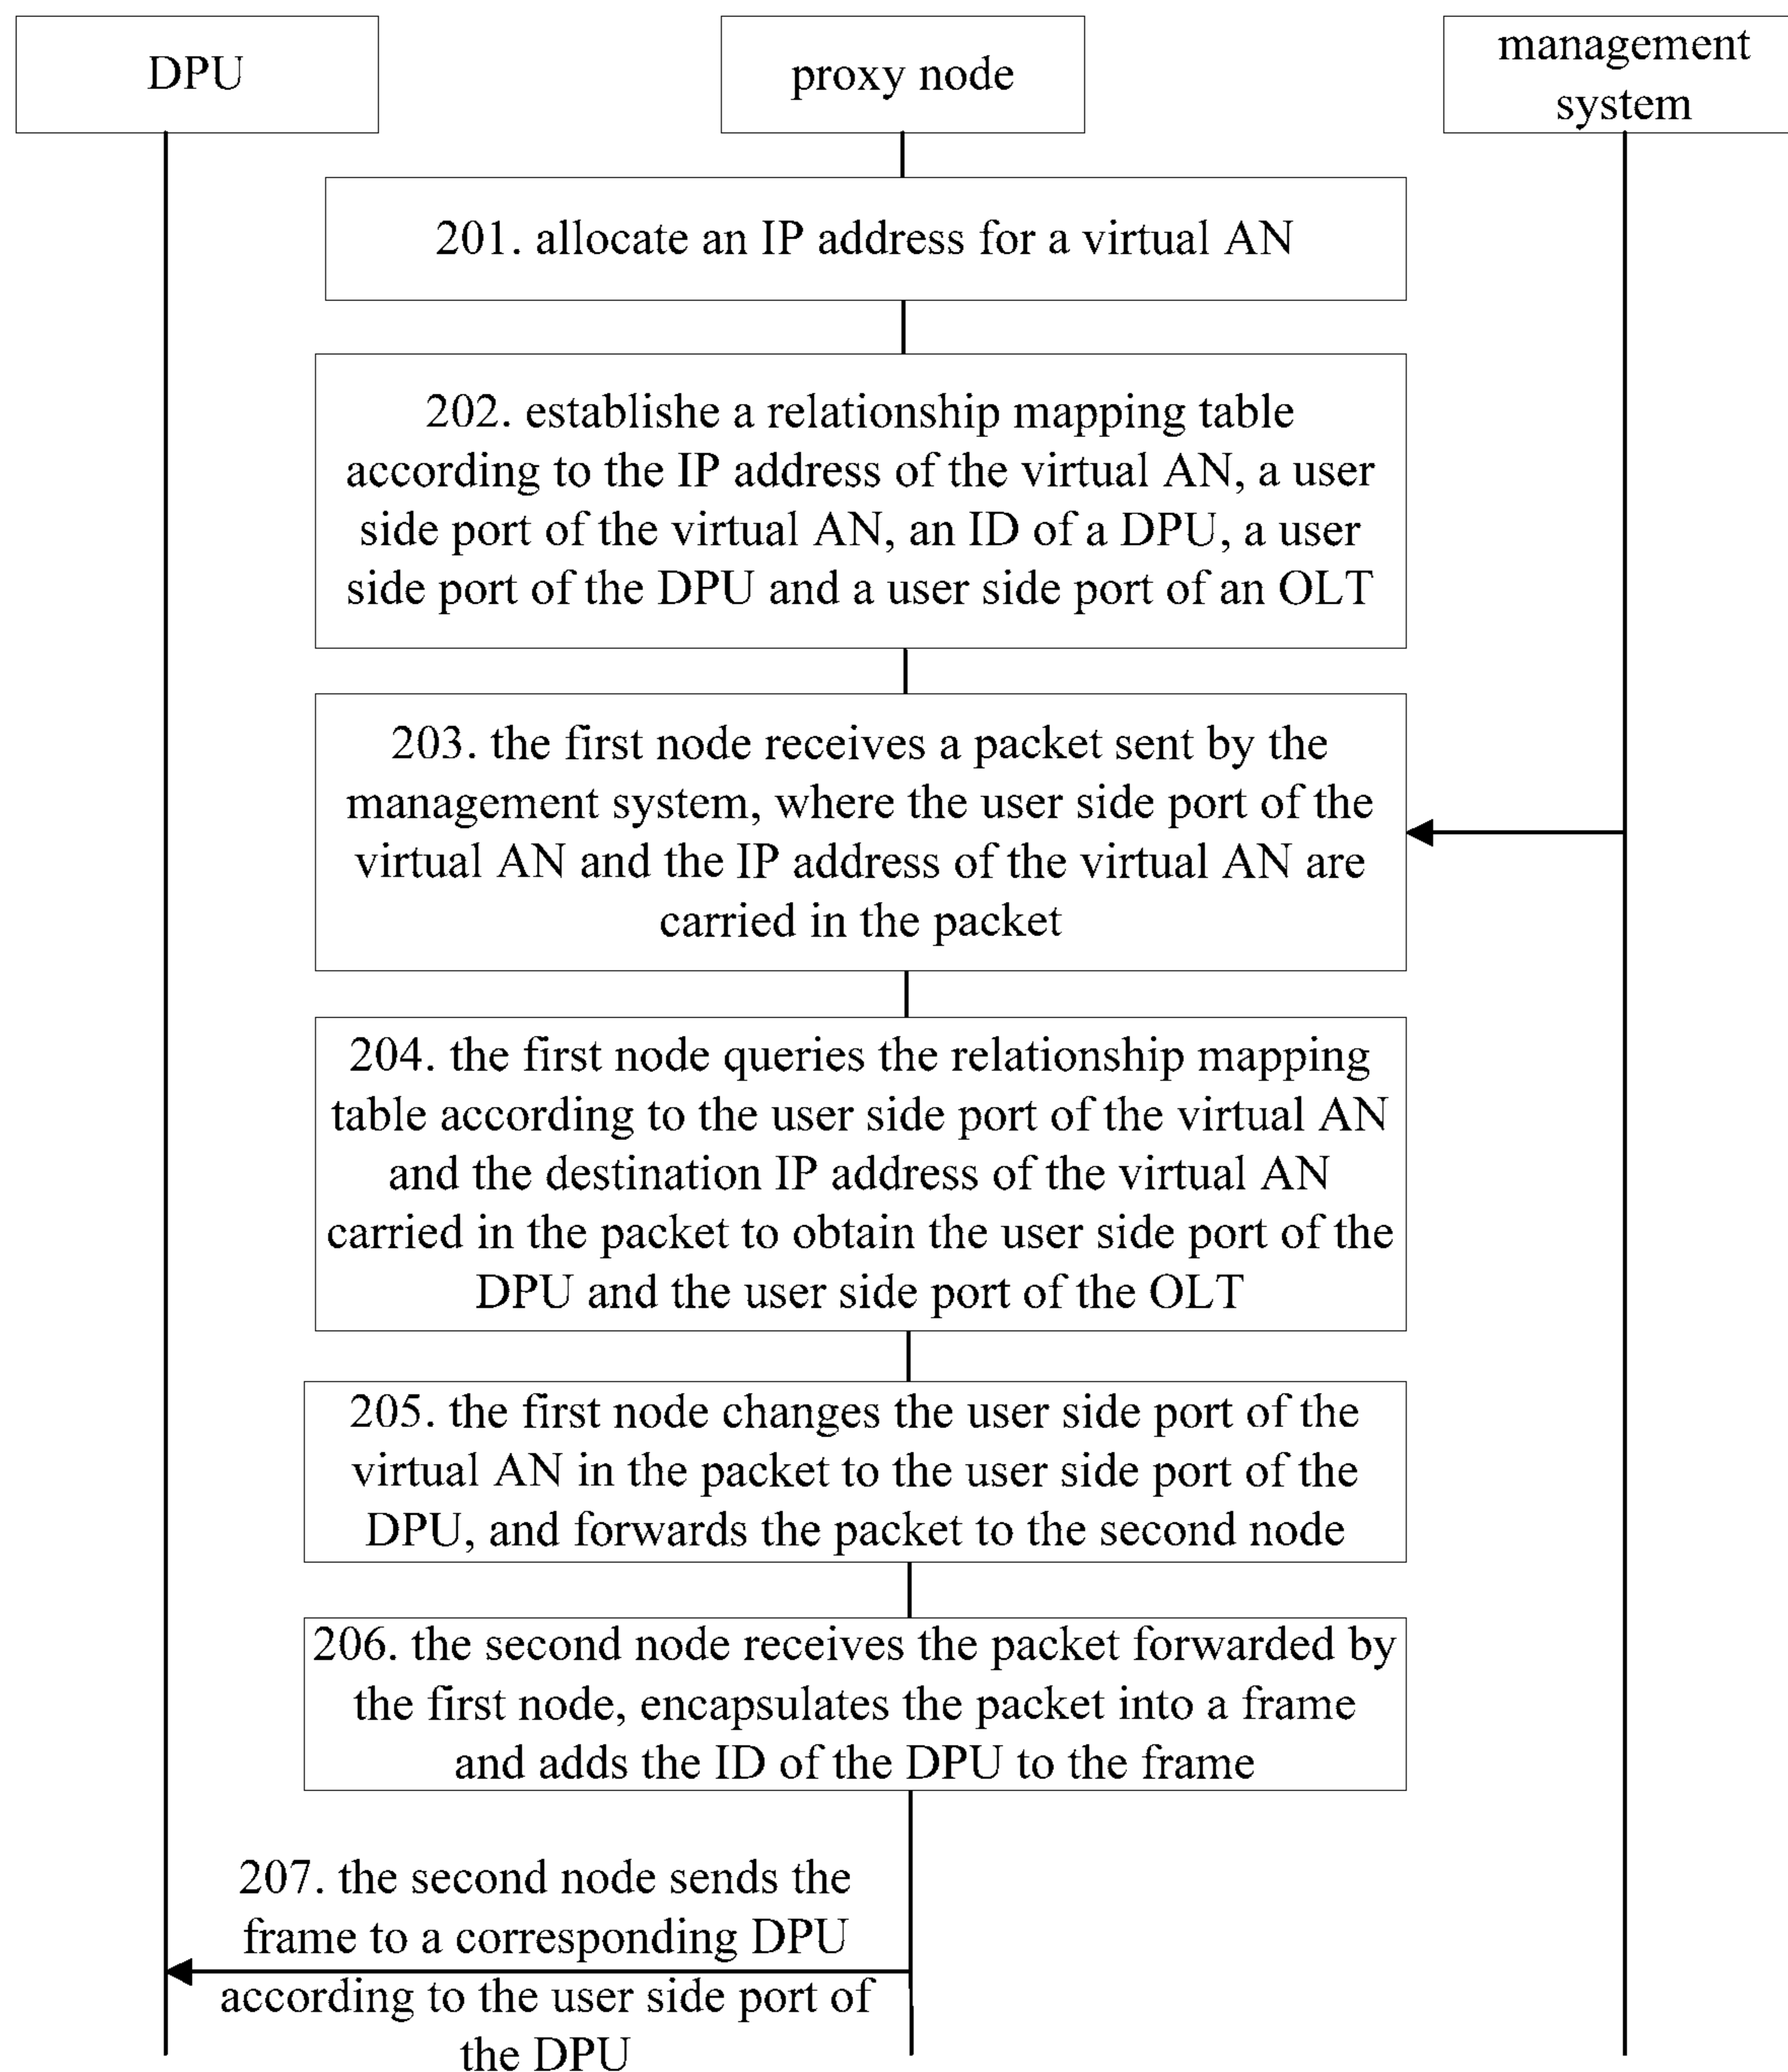 DPU
proxy node
management
system
201. allocate an IP address for a virtual AN
202. establishe a relationship mapping table
according to the IP address of the virtual AN, a user
side port of the virtual AN, an ID of a DPU, a user
side port of the DPU and a user side port of an OLT
203. the first node receives a packet sent by the
management system, where the user side port of the
virtual AN and the IP address of the virtual AN are
carried in the packet
204. the first node queries the relationship mapping
table according to the user side port of the virtual AN
and the destination IP address of the virtual AN
carried in the packet to obtain the user side port of the
DPU and the user side port of the OLT
205. the first node changes the user side port of the
virtual AN in the packet to the user side port of the
DPU, and forwards the packet to the second node
206. the second node receives the packet forwarded by
the first node, encapsulates the packet into a frame
and adds the ID of the DPU to the frame
207. the second node sends the
frame to a corresponding DPU
according to the user side port of
the DPU